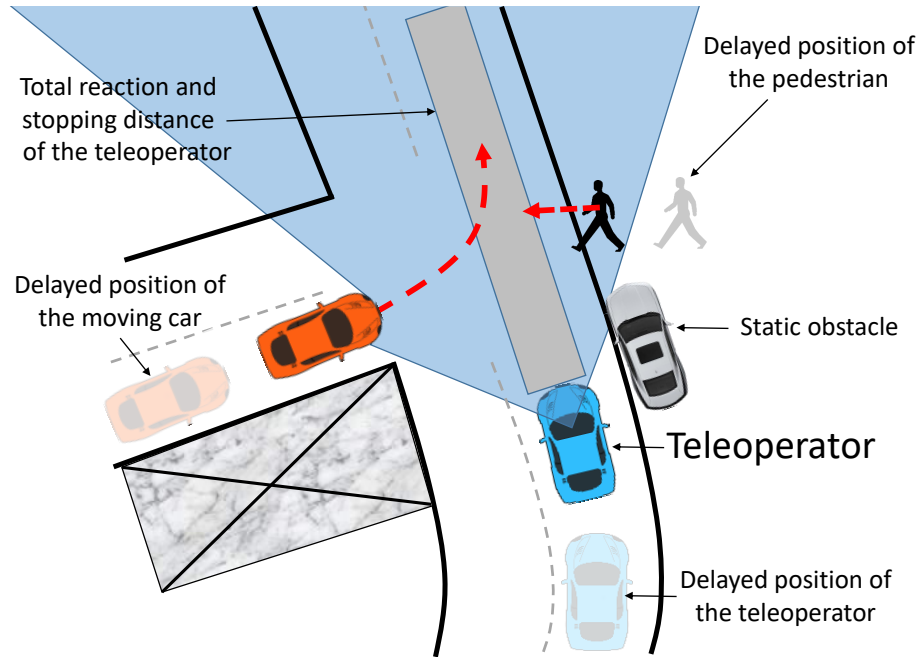 Delayed position of
the pedestrian
Total reaction and
stopping distance
of the teleoperator
Delayed position of
the moving car
Static obstacle
Teleoperator
Delayed position of
the teleoperator